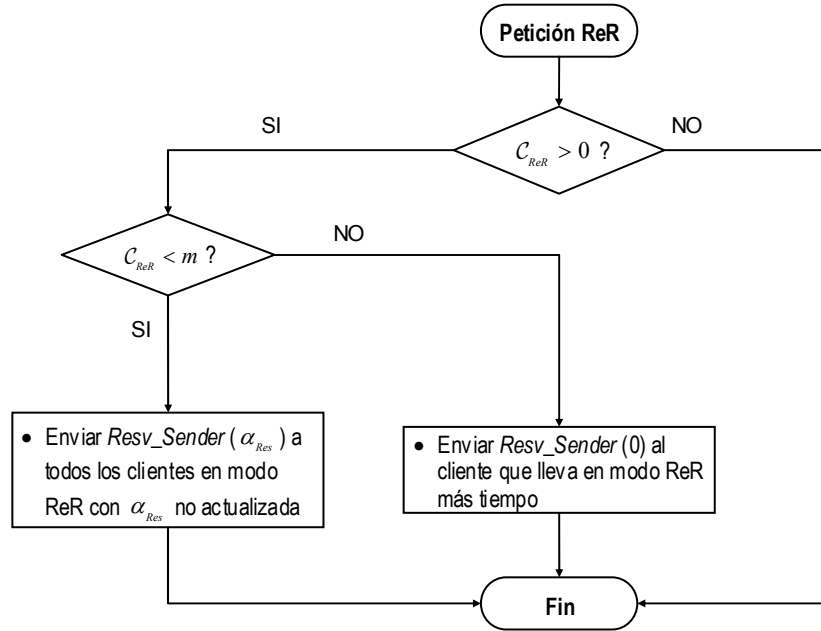 Petición ReR
SI
NO
C_ReR > 0 ?
C_ReR < m ?
NO
SI
• Enviar Resv_Sender ( α_Res ) a
todos los clientes en modo
ReR con α_Res no actualizada
• Enviar Resv_Sender (0) al
cliente que lleva en modo ReR
más tiempo
Fin